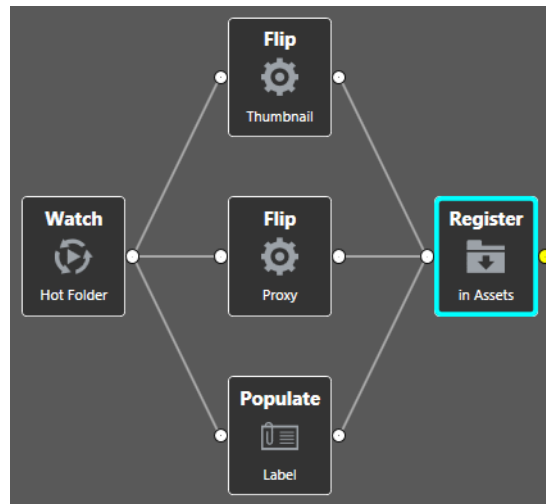 Flip
Thumbnail
Watch
Hot Folder
Flip
Proxy
Register
in Assets
Populate
Label